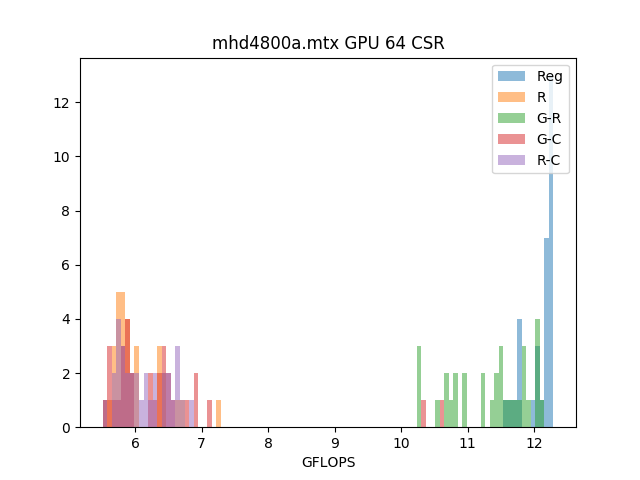 mhd4800a.mtx GPU 64 CSR
Reg
R
G-R
G-C
R-C
12
10
8
6
4
2
0
6 7 8 9 10 11 12
GFLOPS